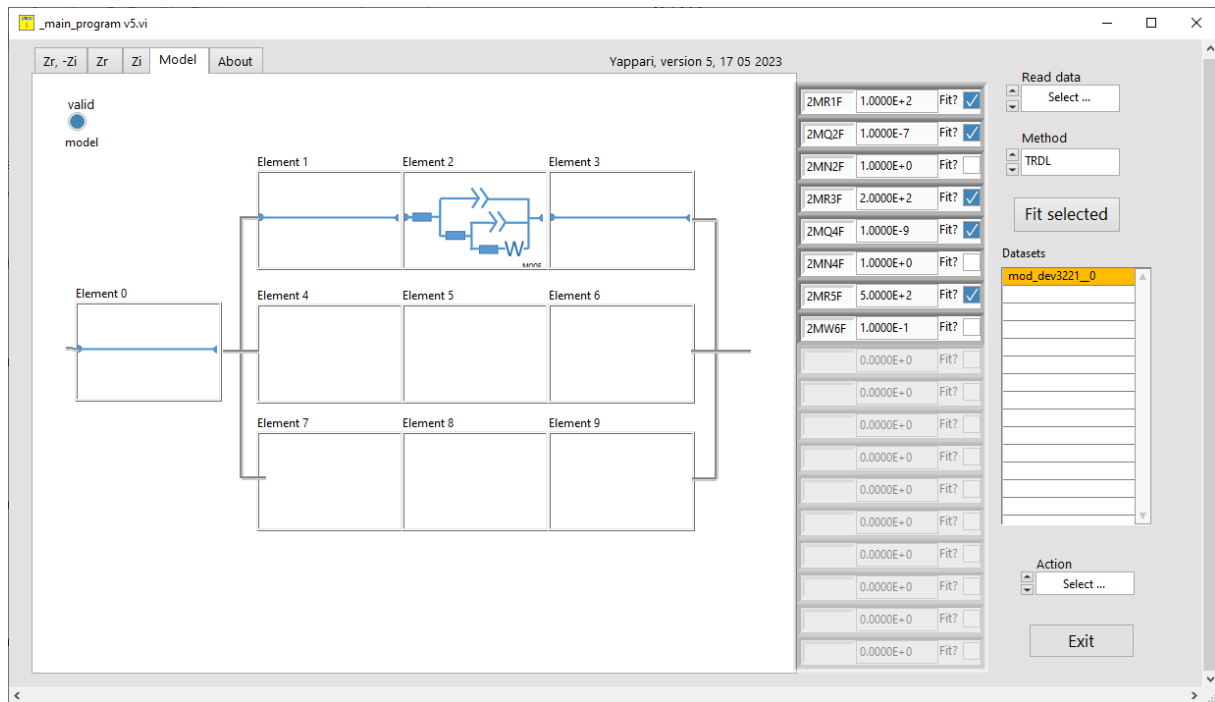 _main_program v5.vi
Zr, -Zi Zr Zi Model About
Yappari, version 5, 17 05 2023
valid
model
Element 0
Element 1
Element 2
Element 3
W
M005
Element 4
Element 5
Element 6
Element 7
Element 8
Element 9
2MR1F 1.0000E+2 Fit?
2MQ2F 1.0000E-7 Fit?
2MN2F 1.0000E+0 Fit?
2MR3F 2.0000E+2 Fit?
2MQ4F 1.0000E-9 Fit?
2MN4F 1.0000E+0 Fit?
2MR5F 5.0000E+2 Fit?
2MW6F 1.0000E-1 Fit?
0.0000E+0 Fit?
0.0000E+0 Fit?
0.0000E+0 Fit?
0.0000E+0 Fit?
0.0000E+0 Fit?
0.0000E+0 Fit?
0.0000E+0 Fit?
0.0000E+0 Fit?
0.0000E+0 Fit?
0.0000E+0 Fit?
Read data
Select ...
Method
TRDL
Fit selected
Datasets
mod_dev3221__0
Action
Select ...
Exit